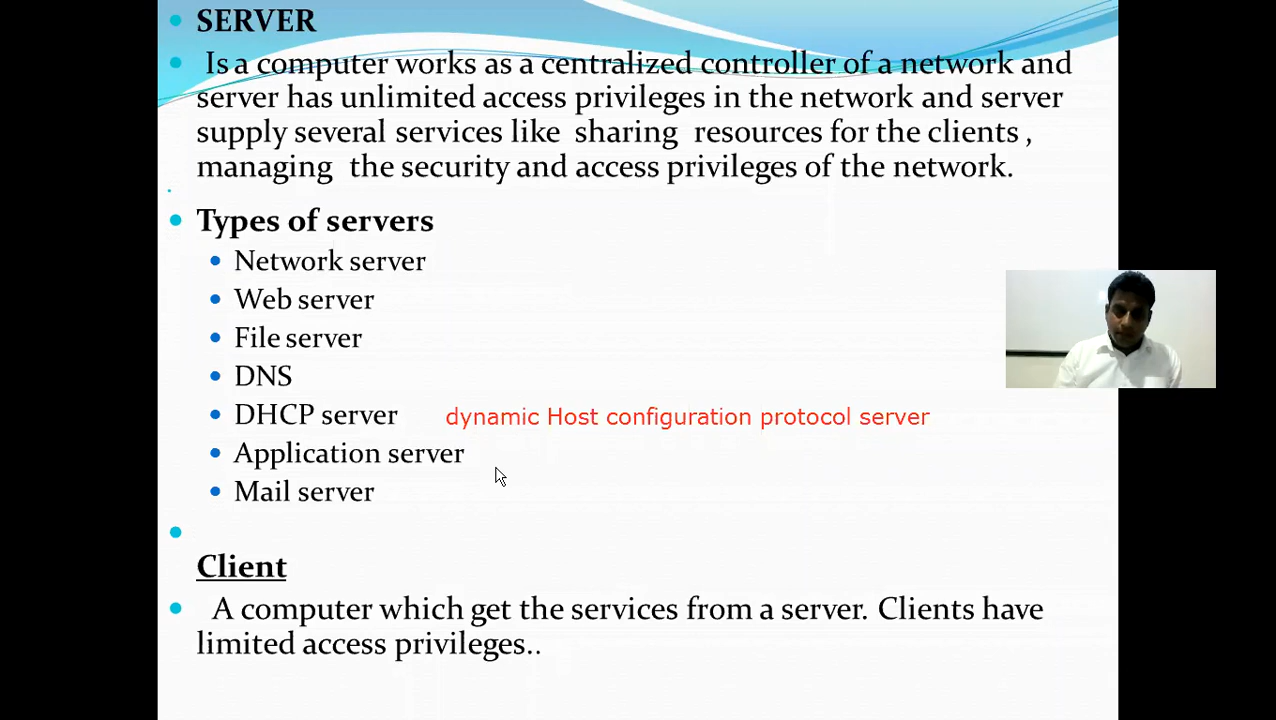 SERVER
Is a computer works as a centralized controller of a network and
server has unlimited access privileges in the network and server
supply several services like sharing resources for the clients ,
managing the security and access privileges of the network.
Types of servers
Network server
Web server
File server
DNS
DHCP server dynamic Host configuration protocol server
Application server
Mail server
Client
A computer which get the services from a server. Clients have
limited access privileges..